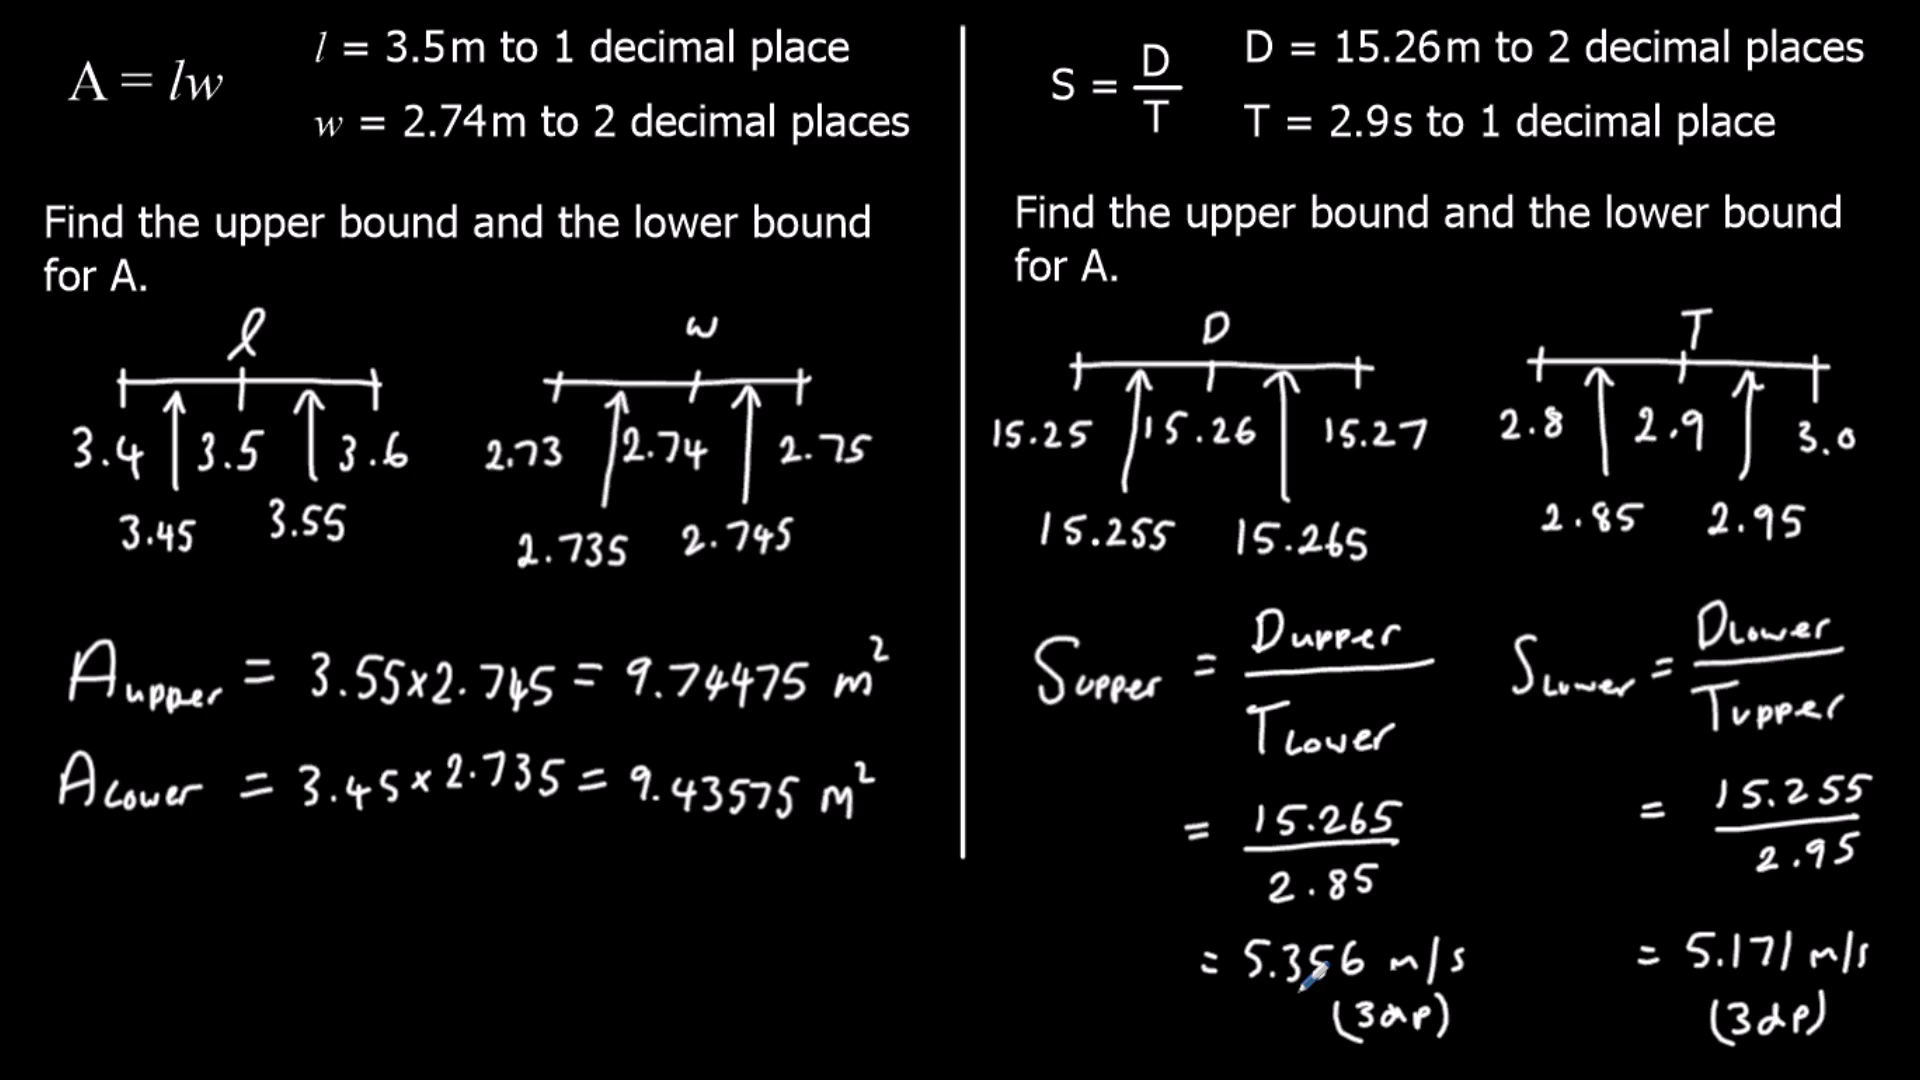 A = lw
l = 3.5m to 1 decimal place
w = 2.74m to 2 decimal places
Find the upper bound and the lower bound
for A.
l
3.4 3.5 3.6
3.45 3.55
w
2.73 2.74 2.75
2.735 2.745
A upper = 3.55 × 2.745 = 9.74475 m²
A Lower = 3.45 × 2.735 = 9.43575 m²
S = D/T
D = 15.26m to 2 decimal places
T = 2.9s to 1 decimal place
Find the upper bound and the lower bound
for A.
D
15.25 15.26 15.27
15.255 15.265
T
2.8 2.9 3.0
2.85 2.95
S upper = D upper / T Lower
= 15.265 / 2.85
= 5.356 m/s
(3dp)
S Lower = D Lower / T upper
= 15.255 / 2.95
= 5.171 m/s
(3dp)